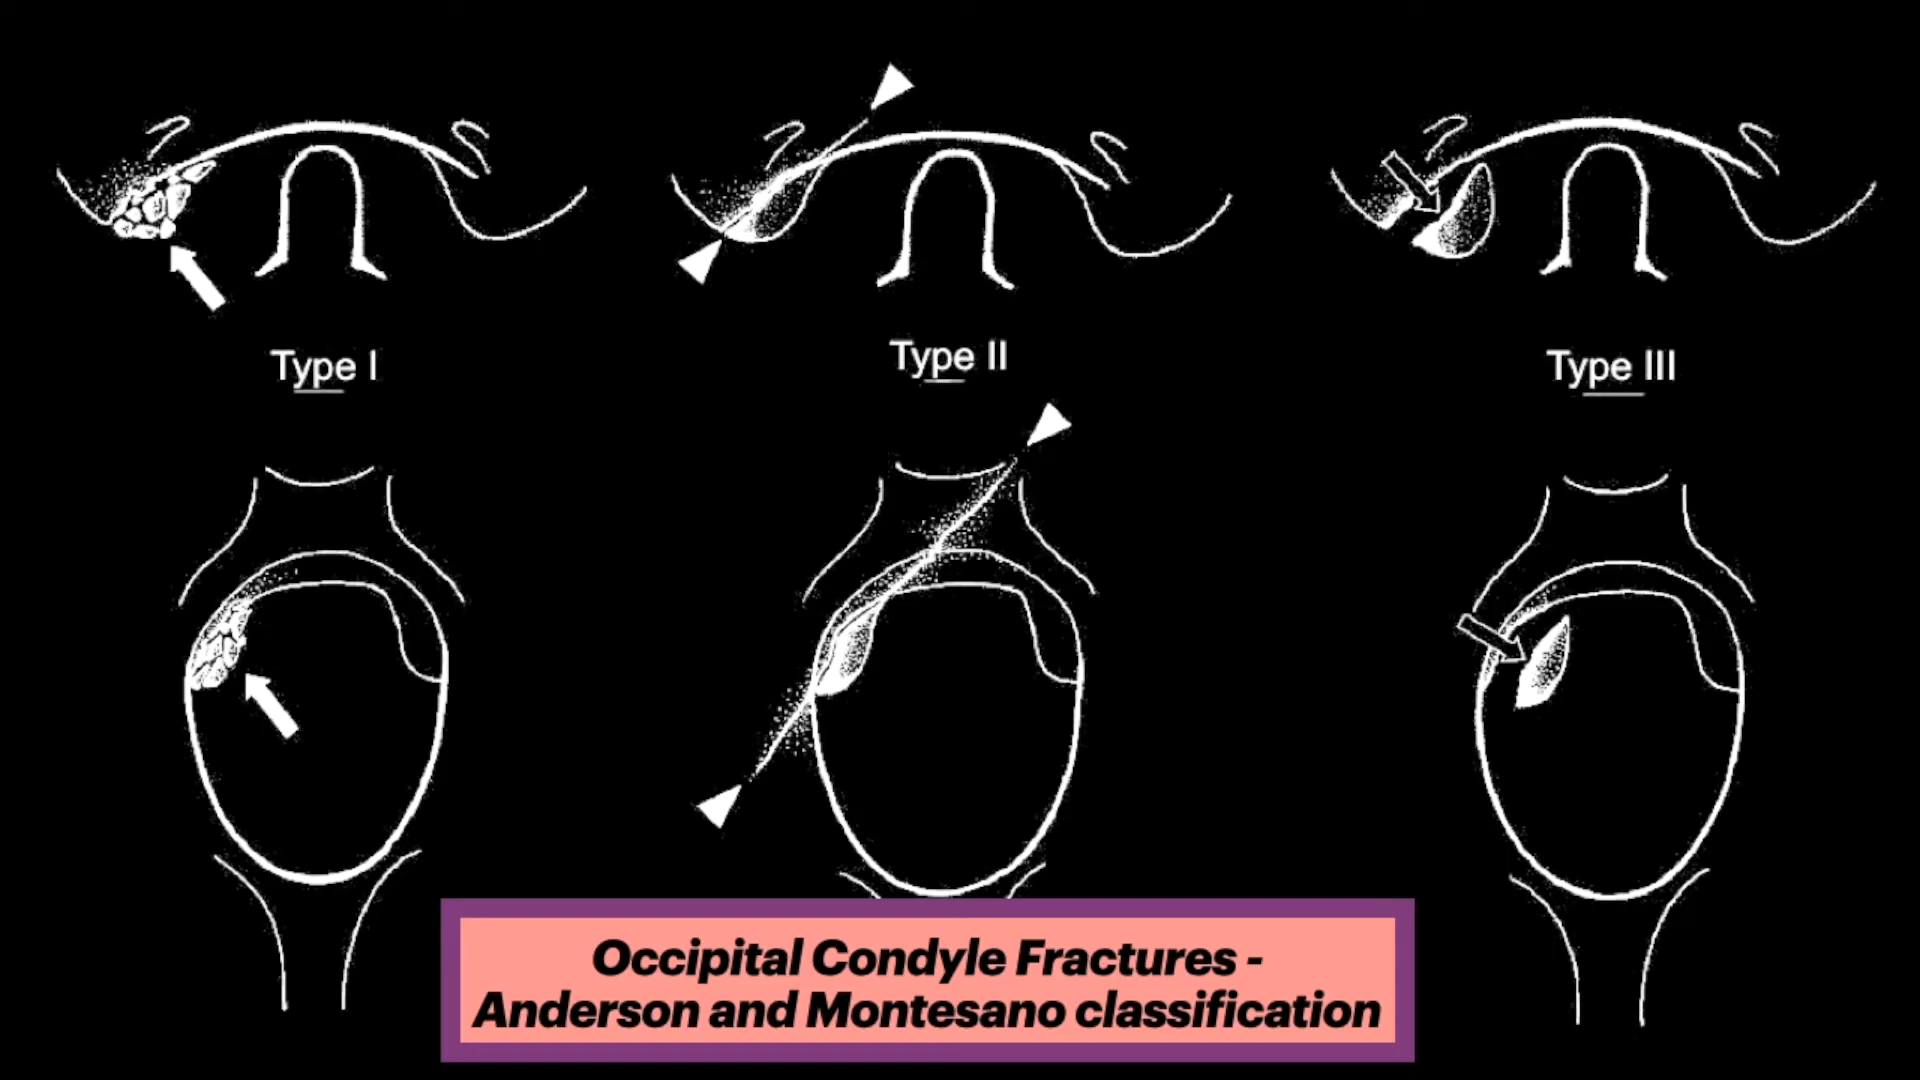 Type I
Type II
Type III
Occipital Condyle Fractures -
Anderson and Montesano classification